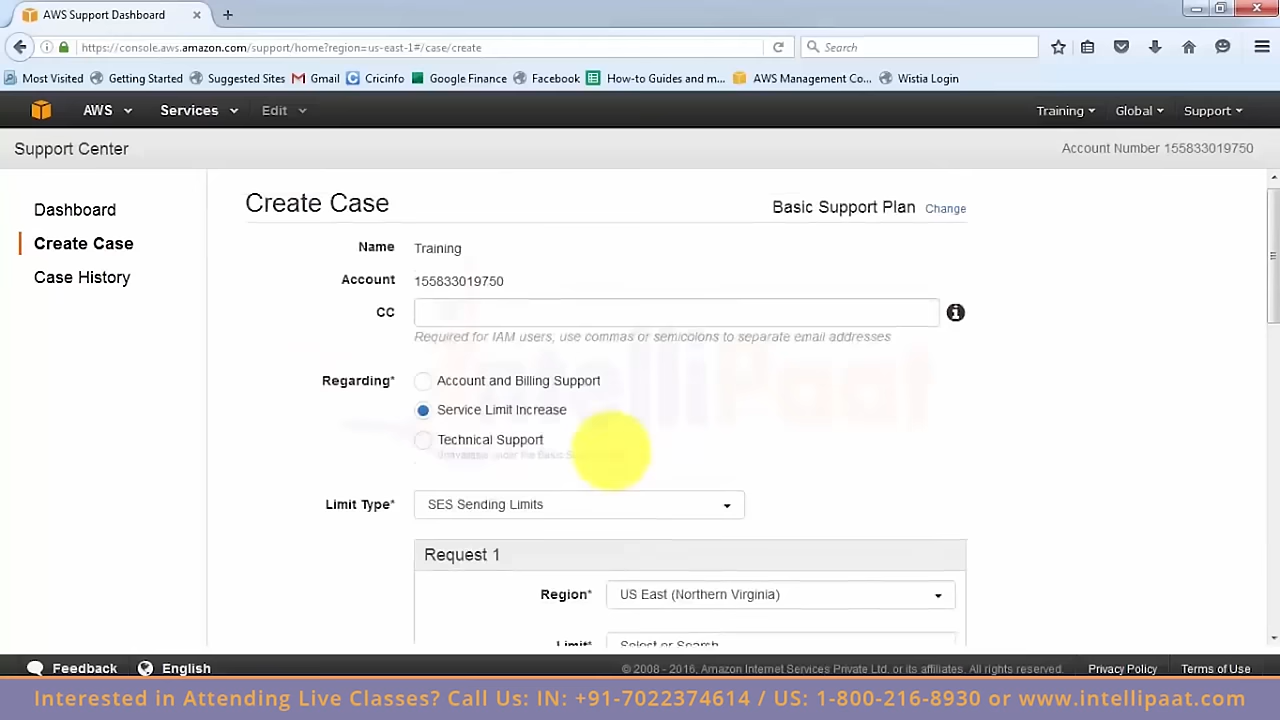 AWS Support Dashboard
https://console.aws.amazon.com/support/home?region=us-east-1#/case/create
Search
Most Visited Getting Started Suggested Sites Gmail Cricinfo Google Finance Facebook How-to Guides and m... AWS Management Co... Wistia Login
AWS Services Edit Training Global Support
Support Center Account Number 155833019750
Dashboard
Create Case
Case History
Create Case Basic Support Plan Change
Name Training
Account 155833019750
CC
Required for IAM users, use commas or semicolons to separate email addresses
Regarding* Account and Billing Support
Service Limit Increase
Technical Support
Limit Type* SES Sending Limits
Request 1
Region* US East (Northern Virginia)
Limit* Select or Search
Feedback English © 2008 - 2016, Amazon Internet Services Private Ltd. or its affiliates. All rights reserved. Privacy Policy Terms of Use
IntelliPaat
Interested in Attending Live Classes? Call Us: IN: +91-7022374614 / US: 1-800-216-8930 or www.intellipaat.com